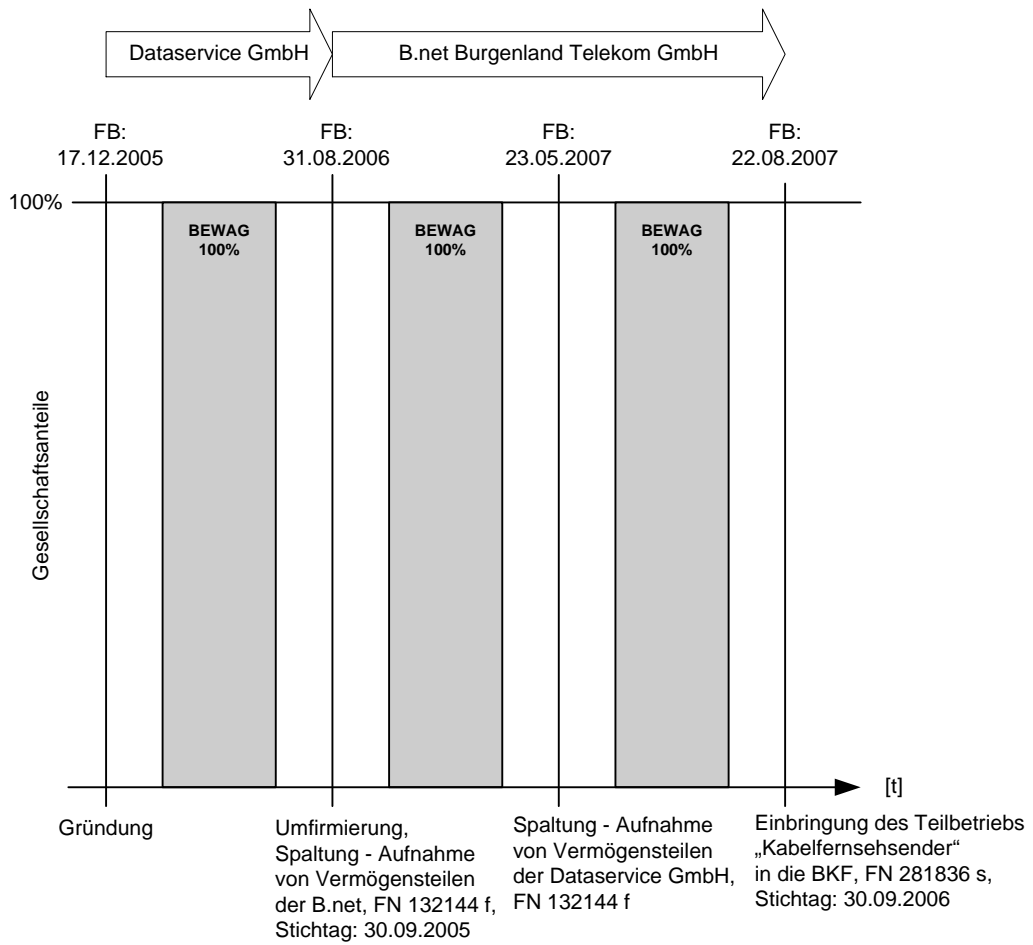 Dataservice GmbH
B.net Burgenland Telekom GmbH
FB:
17.12.2005
FB:
31.08.2006
FB:
23.05.2007
FB:
22.08.2007
100%
BEWAG
100%
BEWAG
100%
BEWAG
100%
Gesellschaftsanteile
[t]
Gründung
Umfirmierung,
Spaltung - Aufnahme
von Vermögensteilen
der B.net, FN 132144 f,
Stichtag: 30.09.2005
Spaltung - Aufnahme
von Vermögensteilen
der Dataservice GmbH,
FN 132144 f
Einbringung des Teilbetriebs
„Kabelfernsehsender“
in die BKF, FN 281836 s,
Stichtag: 30.09.2006